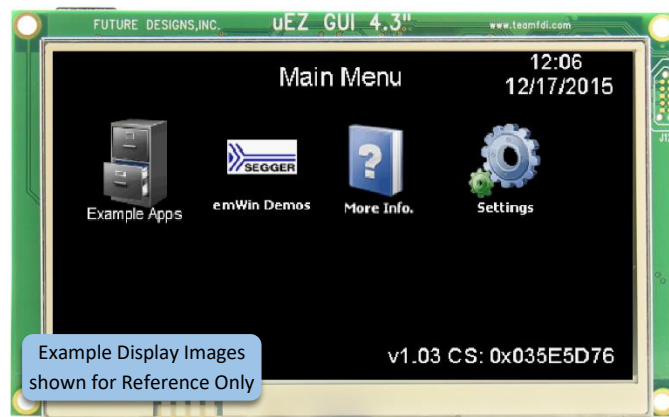 FUTURE DESIGNS,INC. uEZ GUI 4.3" www.teamfdi.com
Main Menu
12:06
12/17/2015
SEGGER
Example Apps
emWin Demos
More Info.
Settings
Example Display Images
shown for Reference Only
v1.03 CS: 0x035E5D76